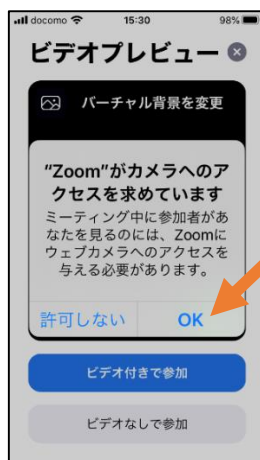 docomo 15:30 98%
ビデオプレビュー
バーチャル背景を変更
"Zoom"がカメラへのア
クセスを求めています
ミーティング中に参加者があ
なたを見るのには、Zoomに
ウェブカメラへのアクセスを
与える必要があります。
許可しない OK
ビデオ付きで参加
ビデオなしで参加